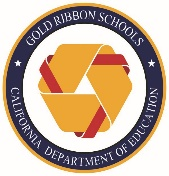 GOLD RIBBON SCHOOLS
CALIFORNIA DEPARTMENT OF EDUCATION